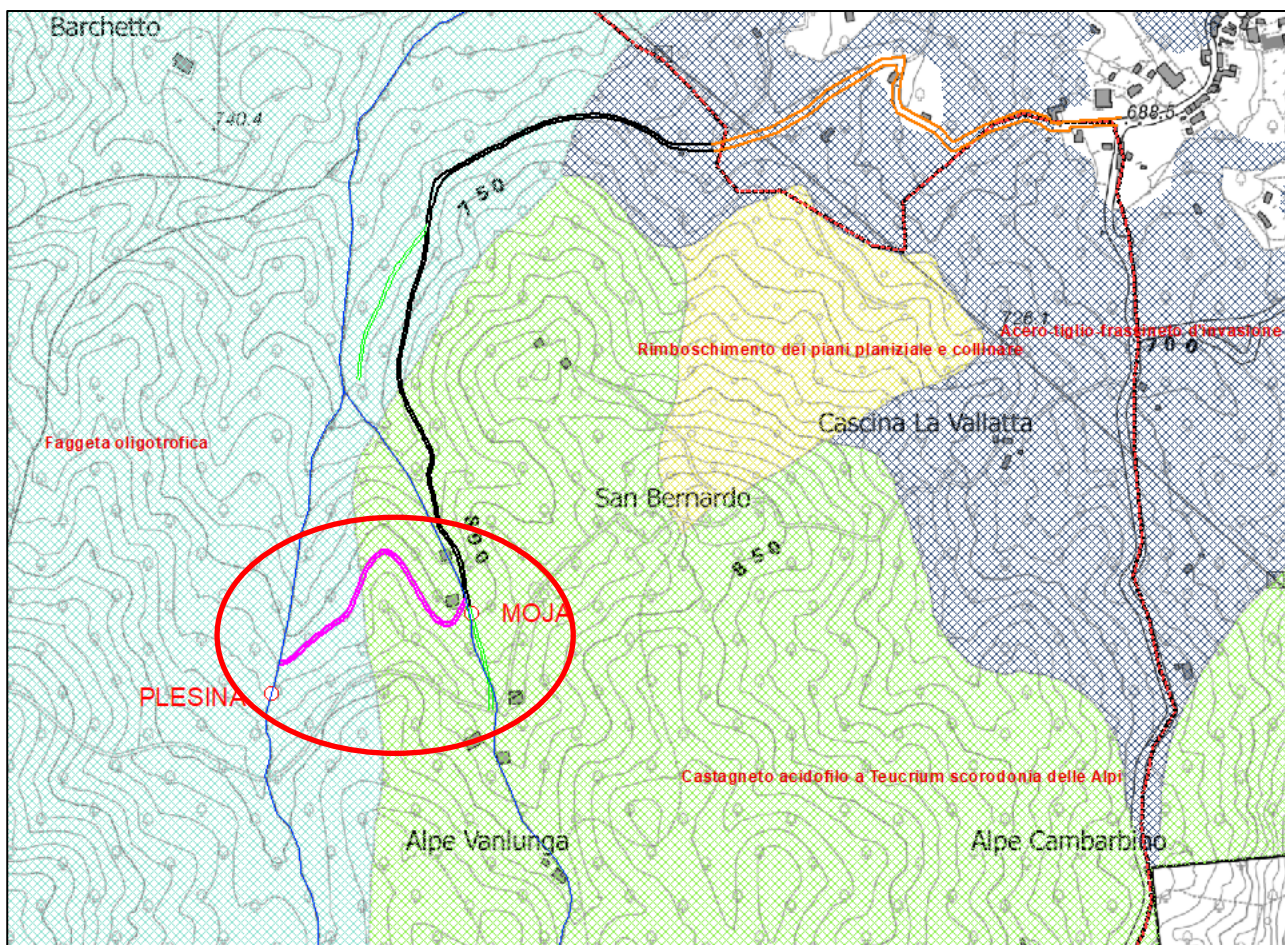 Barchetto
740.4
688.5
750
726.1
Acero-tiglio-frassineto d'invasione
700
Rimboschimento dei piani planiziale e collinare
Cascina La Vallatta
Faggeta oligotrofica
San Bernardo
800
850
MOJA
PLESINA
Castagneto acidofilo a Teucrium scorodonia delle Alpi
Alpe Vanlunga
Alpe Cambarbino